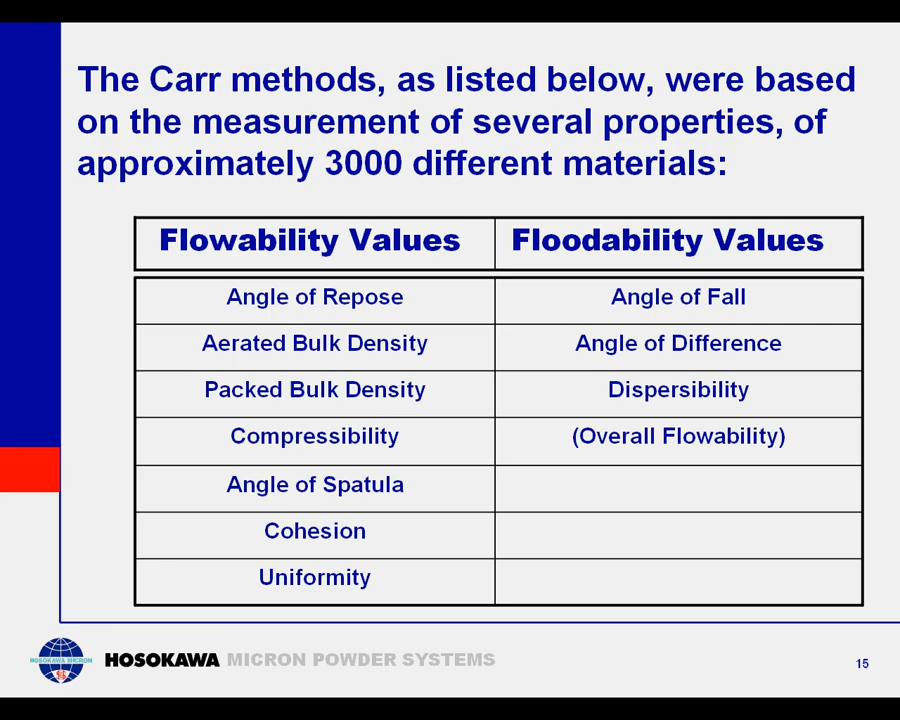 The Carr methods, as listed below, were based
on the measurement of several properties, of
approximately 3000 different materials:
Flowability Values Floodability Values
Angle of Repose Angle of Fall
Aerated Bulk Density Angle of Difference
Packed Bulk Density Dispersibility
Compressibility (Overall Flowability)
Angle of Spatula
Cohesion
Uniformity
HOSOKAWA MICRON
HOSOKAWA MICRON POWDER SYSTEMS
15